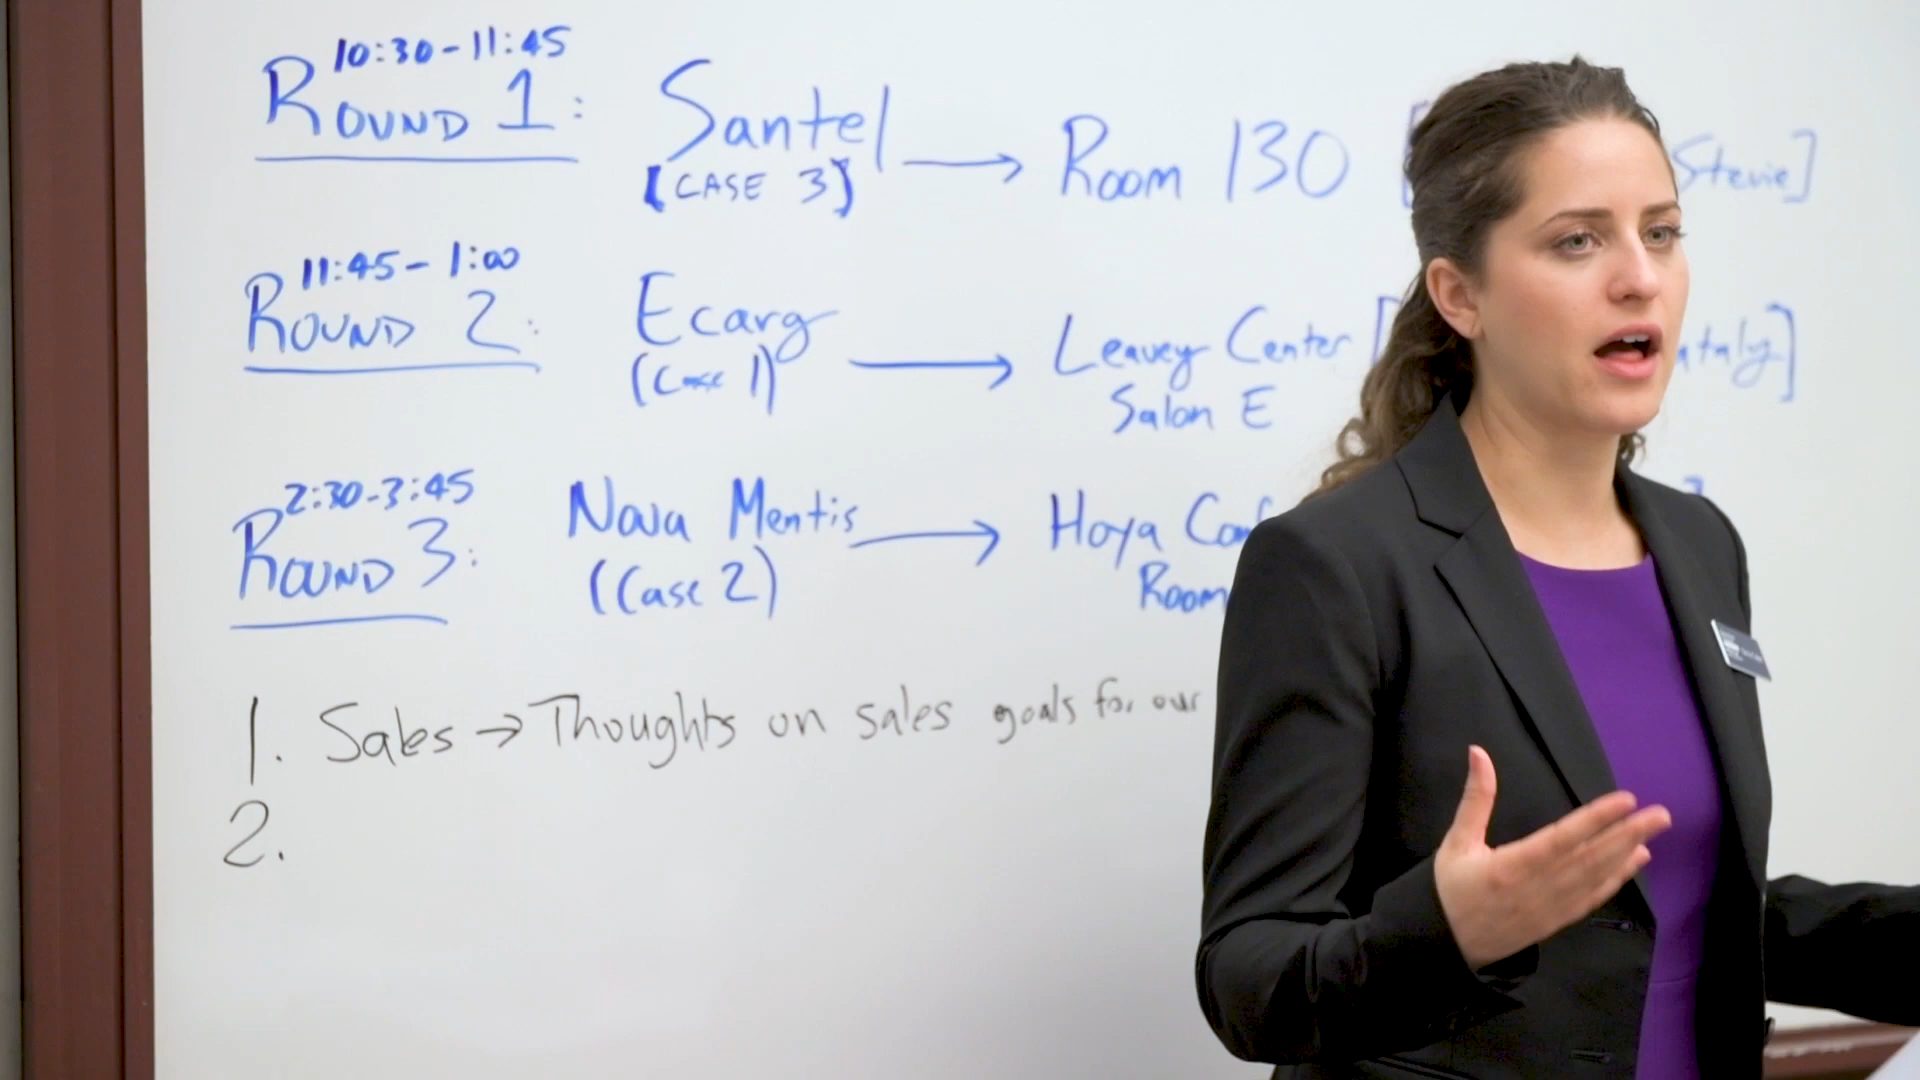 10:30-11:45
ROUND 1: Santel → Room 130 [ Stevie]
[CASE 3]
11:45-1:00
ROUND 2: Ecarg → Leavey Center [
(Case 1) Salon E
2:30-3:45
ROUND 3: Nova Mentis → Hoya ]
(Case 2) Room
1. Sales → Thoughts on sales goals for our
2.